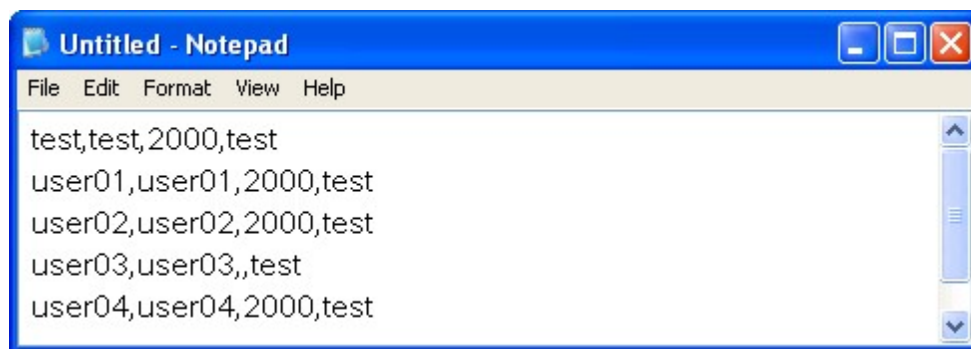 Untitled - Notepad
File Edit Format View Help
test,test,2000,test
user01,user01,2000,test
user02,user02,2000,test
user03,user03,,test
user04,user04,2000,test